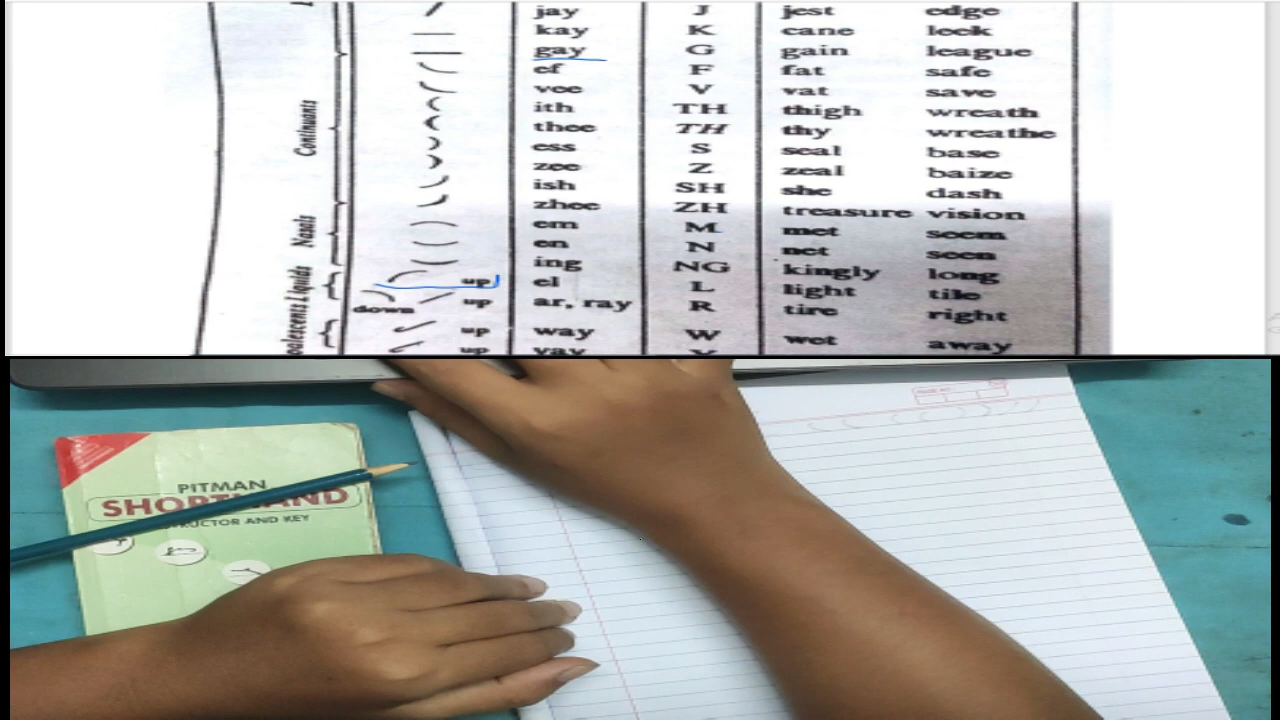 jay J jest edge
kay K cane leek
gay G gain league
ef F fat safe
vee V vat save
ith TH thigh wreath
thee TH thy wreathe
ess S seal base
zee Z zeal baize
ish SH she dash
zhee ZH treasure vision
em M met seem
en N net seen
ing NG kingly long
up el L light tile
down up ar, ray R tire right
up way W wet away
up yay Y
Continuants
Nasals
Liquids
oalescents
PITMAN
SHORTHAND
INSTRUCTOR AND KEY